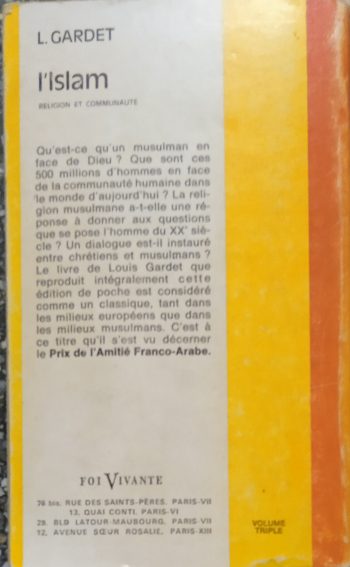 L. GARDET
l'Islam
RELIGION ET COMMUNAUTÉ
Qu'est-ce qu'un musulman en
face de Dieu ? Que sont ces
500 millions d'hommes en face
de la communauté humaine dans
le monde d'aujourd'hui ? La reli-
gion musulmane a-t-elle une ré-
ponse à donner aux questions
que se pose l'homme du XXᵉ siè-
cle ? Un dialogue est-il instauré
entre chrétiens et musulmans ?
Le livre de Louis Gardet que
reproduit intégralement cette
édition de poche est considéré
comme un classique, tant dans
les milieux européens que dans
les milieux musulmans. C'est à
ce titre qu'il s'est vu décerner
le Prix de l'Amitié Franco-Arabe.
FOI VIVANTE
76 bis, RUE DES SAINTS-PÈRES, PARIS-VII
13, QUAI CONTI, PARIS-VI
29, BLD LATOUR-MAUBOURG, PARIS-VII
12, AVENUE SŒUR ROSALIE, PARIS-XIII
VOLUME
TRIPLE